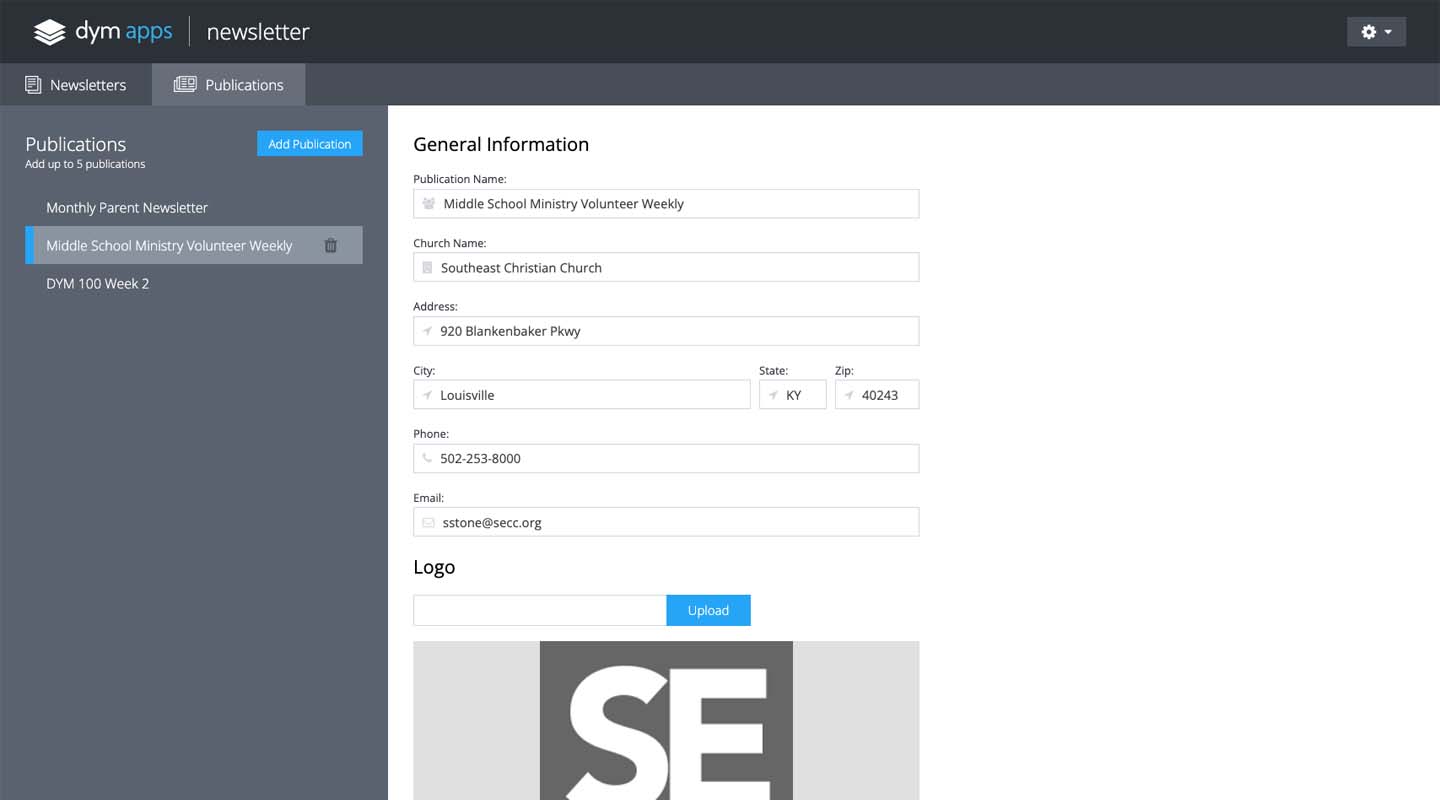 dym apps newsletter
Newsletters Publications
Publications Add Publication
Add up to 5 publications
Monthly Parent Newsletter
Middle School Ministry Volunteer Weekly
DYM 100 Week 2
General Information
Publication Name:
Middle School Ministry Volunteer Weekly
Church Name:
Southeast Christian Church
Address:
920 Blankenbaker Pkwy
City: State: Zip:
Louisville KY 40243
Phone:
502-253-8000
Email:
sstone@secc.org
Logo
Upload
SE